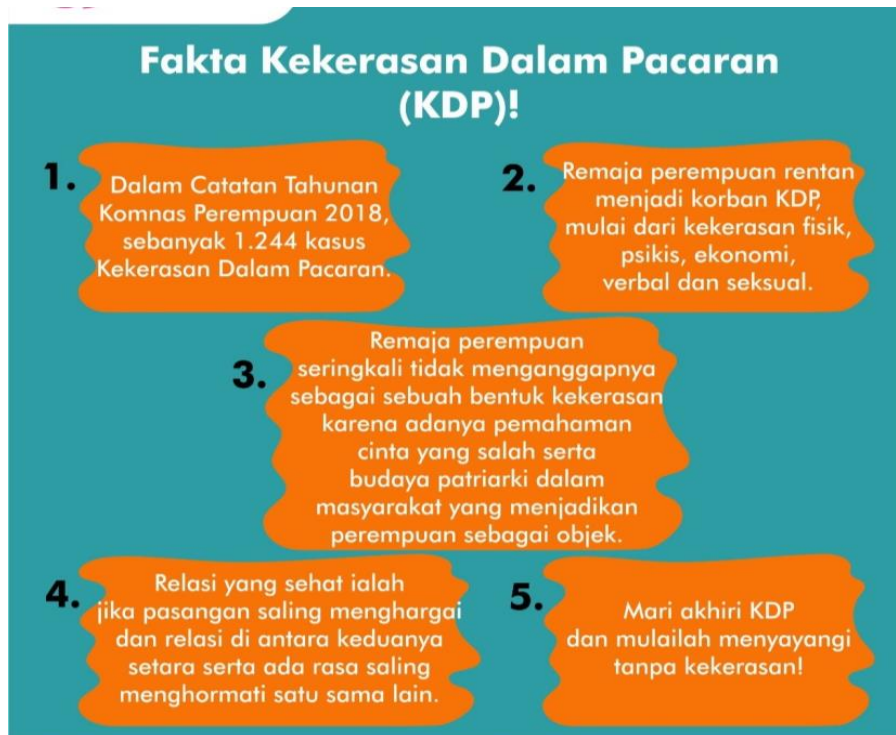 Fakta Kekerasan Dalam Pacaran
(KDP)!
1.
Dalam Catatan Tahunan
Komnas Perempuan 2018,
sebanyak 1.244 kasus
Kekerasan Dalam Pacaran.
2.
Remaja perempuan rentan
menjadi korban KDP,
mulai dari kekerasan fisik,
psikis, ekonomi,
verbal dan seksual.
3.
Remaja perempuan
seringkali tidak menganggapnya
sebagai sebuah bentuk kekerasan
karena adanya pemahaman
cinta yang salah serta
budaya patriarki dalam
masyarakat yang menjadikan
perempuan sebagai objek.
4.
Relasi yang sehat ialah
jika pasangan saling menghargai
dan relasi di antara keduanya
setara serta ada rasa saling
menghormati satu sama lain.
5.
Mari akhiri KDP
dan mulailah menyayangi
tanpa kekerasan!